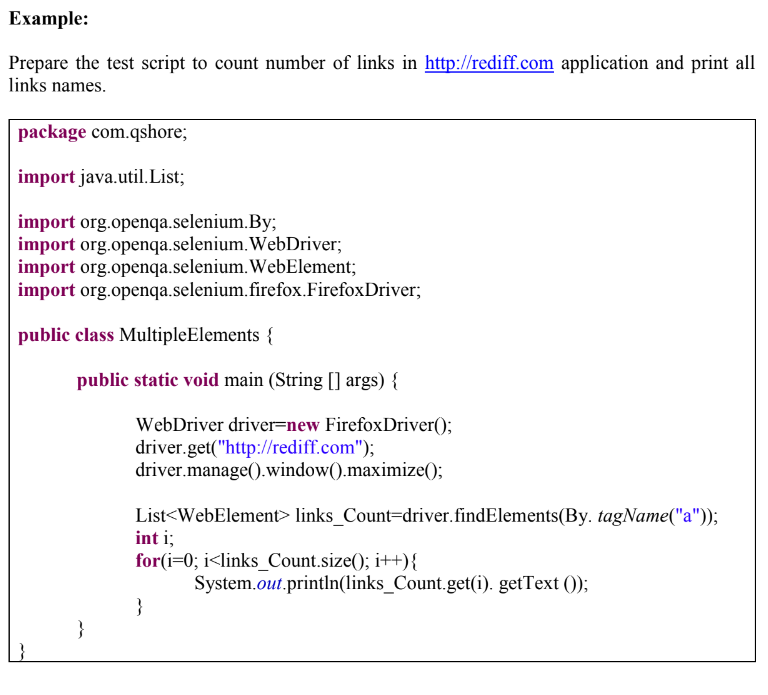 Example:
Prepare the test script to count number of links in http://rediff.com application and print all
links names.
package com.qshore;
import java.util.List;
import org.openqa.selenium.By;
import org.openqa.selenium.WebDriver;
import org.openqa.selenium.WebElement;
import org.openqa.selenium.firefox.FirefoxDriver;
public class MultipleElements {
public static void main (String [] args) {
WebDriver driver=new FirefoxDriver();
driver.get("http://rediff.com");
driver.manage().window().maximize();
List<WebElement> links_Count=driver.findElements(By. tagName("a"));
int i;
for(i=0; i<links_Count.size(); i++){
System.out.println(links_Count.get(i). getText ());
}
}
}